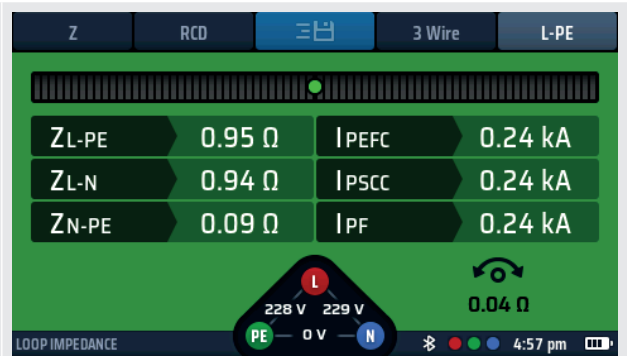 Z RCD 3 Wire L-PE
ZL-PE 0.95 Ω IPEFC 0.24 kA
ZL-N 0.94 Ω IPSCC 0.24 kA
ZN-PE 0.09 Ω IPF 0.24 kA
L
228 V 229 V
0.04 Ω
PE 0 V N
LOOP IMPEDANCE 4:57 pm